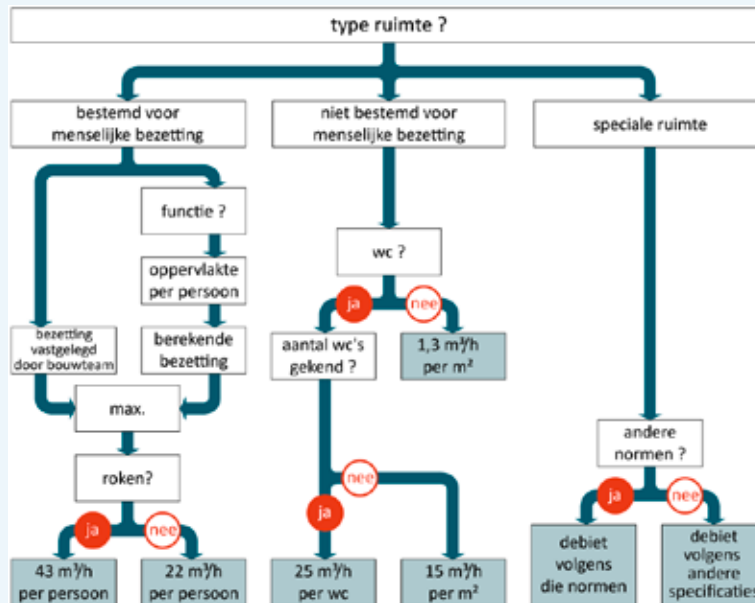 type ruimte ?
bestemd voor
menselijke bezetting
niet bestemd voor
menselijke bezetting
speciale ruimte
functie ?
wc ?
oppervlakte
per persoon
ja
nee
bezetting
vastgelegd
door bouwteam
berekende
bezetting
aantal wc's
gekend ?
1,3 m³/h
per m²
max.
andere
normen ?
roken?
nee
ja
nee
ja
ja
nee
43 m³/h
per persoon
22 m³/h
per persoon
25 m³/h
per wc
15 m³/h
per m²
debiet
volgens
die normen
debiet
volgens
andere
specificaties